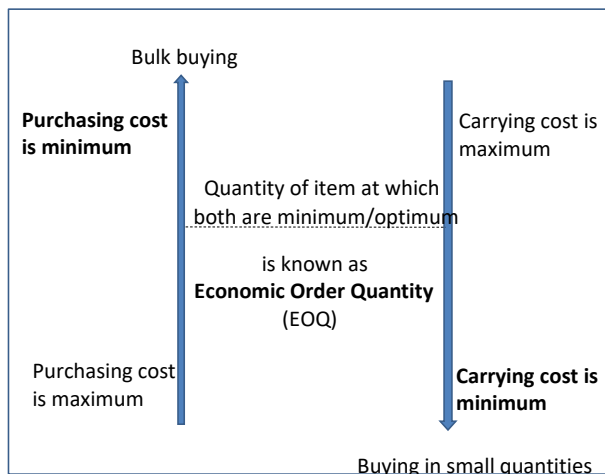 Bulk buying
Purchasing cost
is minimum
Carrying cost is
maximum
Quantity of item at which
both are minimum/optimum
is known as
Economic Order Quantity
(EOQ)
Purchasing cost
is maximum
Carrying cost is
minimum
Buying in small quantities